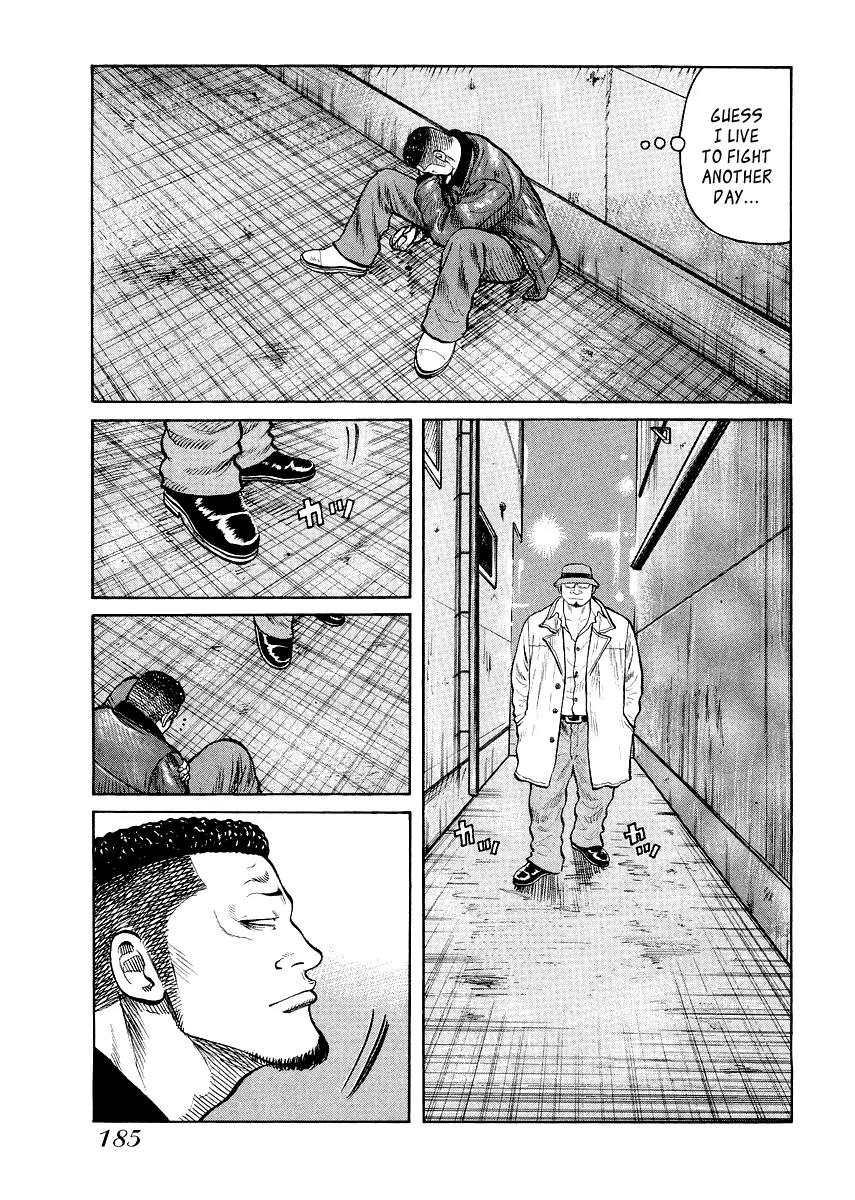 GUESS
I LIVE
TO FIGHT
ANOTHER
DAY...
カッ
カッ
カッ
185